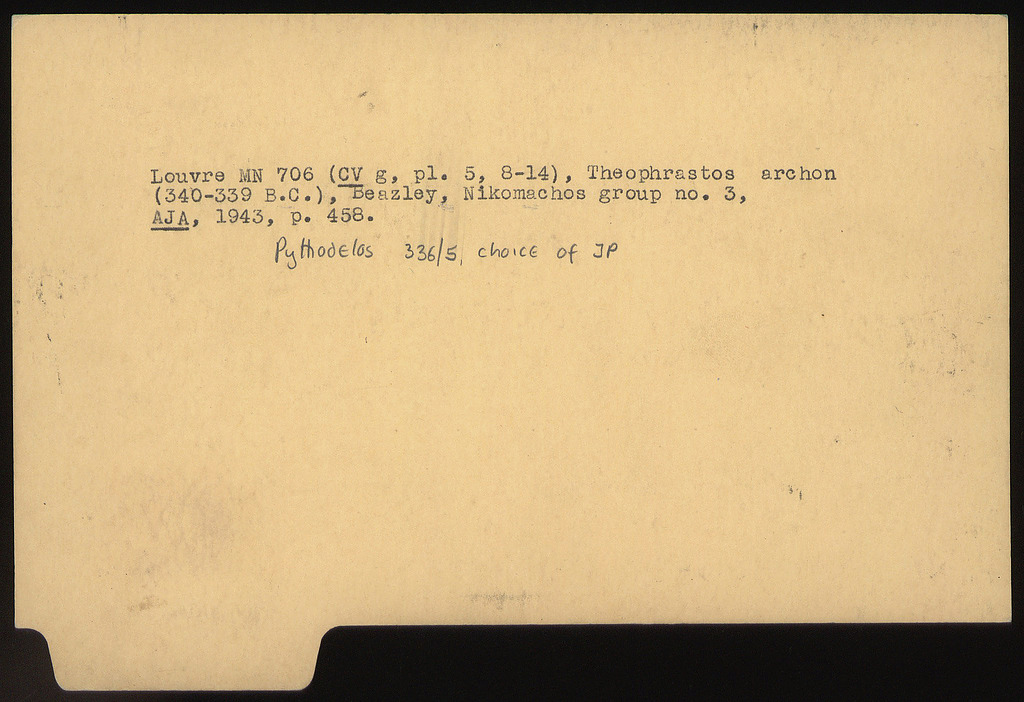 Louvre MN 706 (CV g, pl. 5, 8-14), Theophrastos archon
(340-339 B.C.), Beazley, Nikomachos group no. 3,
AJA, 1943, p. 458.
Pythodelos 336/5, choice of JP